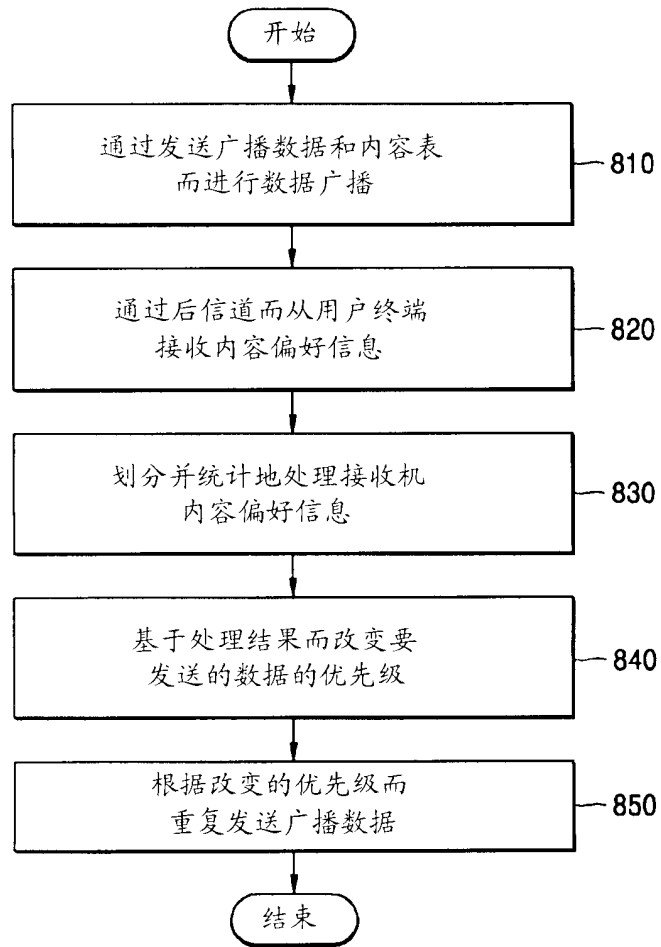 开始
通过发送广播数据和内容表
而进行数据广播
810
通过后信道而从用户终端
接收内容偏好信息
820
划分并统计地处理接收机
内容偏好信息
830
基于处理结果而改变要
发送的数据的优先级
840
根据改变的优先级而
重复发送广播数据
850
结束